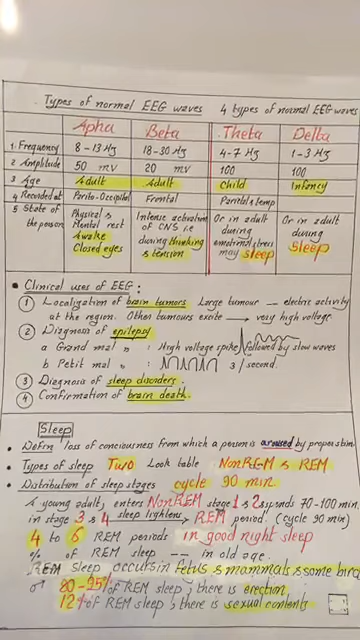 Types of normal EEG waves 4 types of normal EEG waves
Apha Beta Theta Delta
1. Frequency 8-13 Hz 18-30 Hz 4-7 Hz 1-3 Hz
2 Amplitude 50 mv 20 mv 100 100
3 Age Adult Adult Child Infancy
4 Recorded at Parito-Occipital Frontal Parital & temp
5 State of the person Physical & Mental rest Awake Closed eyes Intense activation of CNS i.e during thinking & tension Or in adult during emotional stress may sleep Or in adult during Sleep
• Clinical uses of EEG:
① Localization of brain tumors Large tumour — electric activity
at the region. Other tumours excite → very high voltage.
② Diagnosis of epilepsy
a Grand mal " : High voltage spike followed by slow waves
b Petit mal " : 3/second.
③ Diagnosis of sleep disorders.
④ Confirmation of brain death.
Sleep
• Defin loss of conciousness from which a person is aroused by proper stim
• Types of sleep Two Look table : NonREM & REM
• Distribution of sleep stages cycle 90 min
A young adult, enters NonREM stage 1 & 2 spends 70-100 min.
in stage 3 & 4 sleep lightens → REM period. (cycle 90 min)
4 to 6 REM periods in good night sleep
% of REM sleep --- in old age.
REM Sleep occurs in fetus & mammals & some bird
♂ 20-25% of REM sleep; there is erection,
12% of REM sleep; there is sexual contents